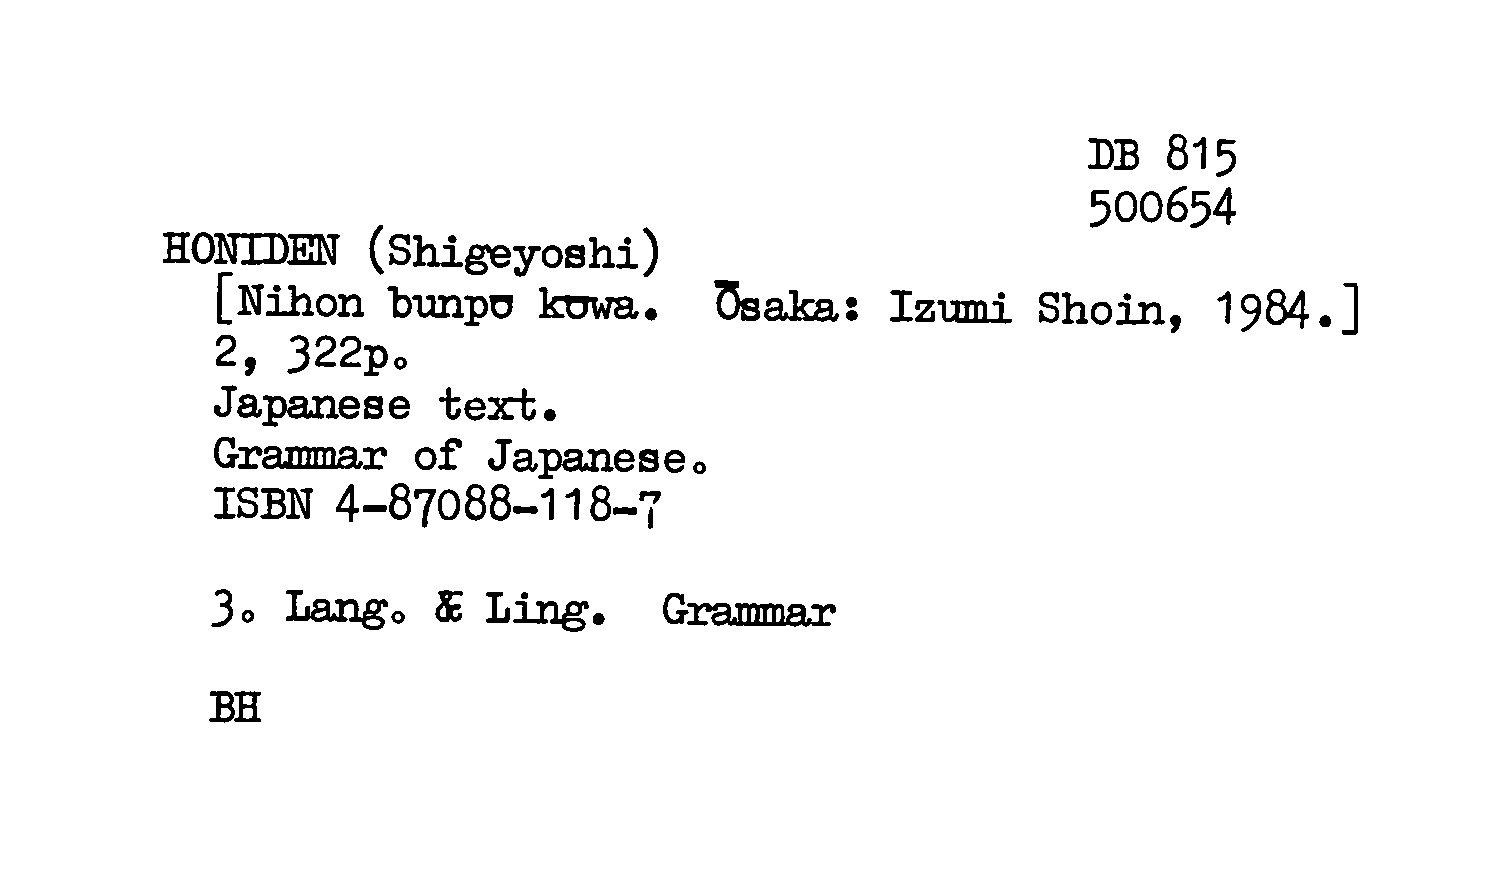 DB 815
500654
HONIDEN (Shigeyoshi)
[Nihon bunpō kōwa. Ōsaka: Izumi Shoin, 1984.]
2, 322p.
Japanese text.
Grammar of Japanese.
ISBN 4-87088-118-7
3. Lang. & Ling. Grammar
BH